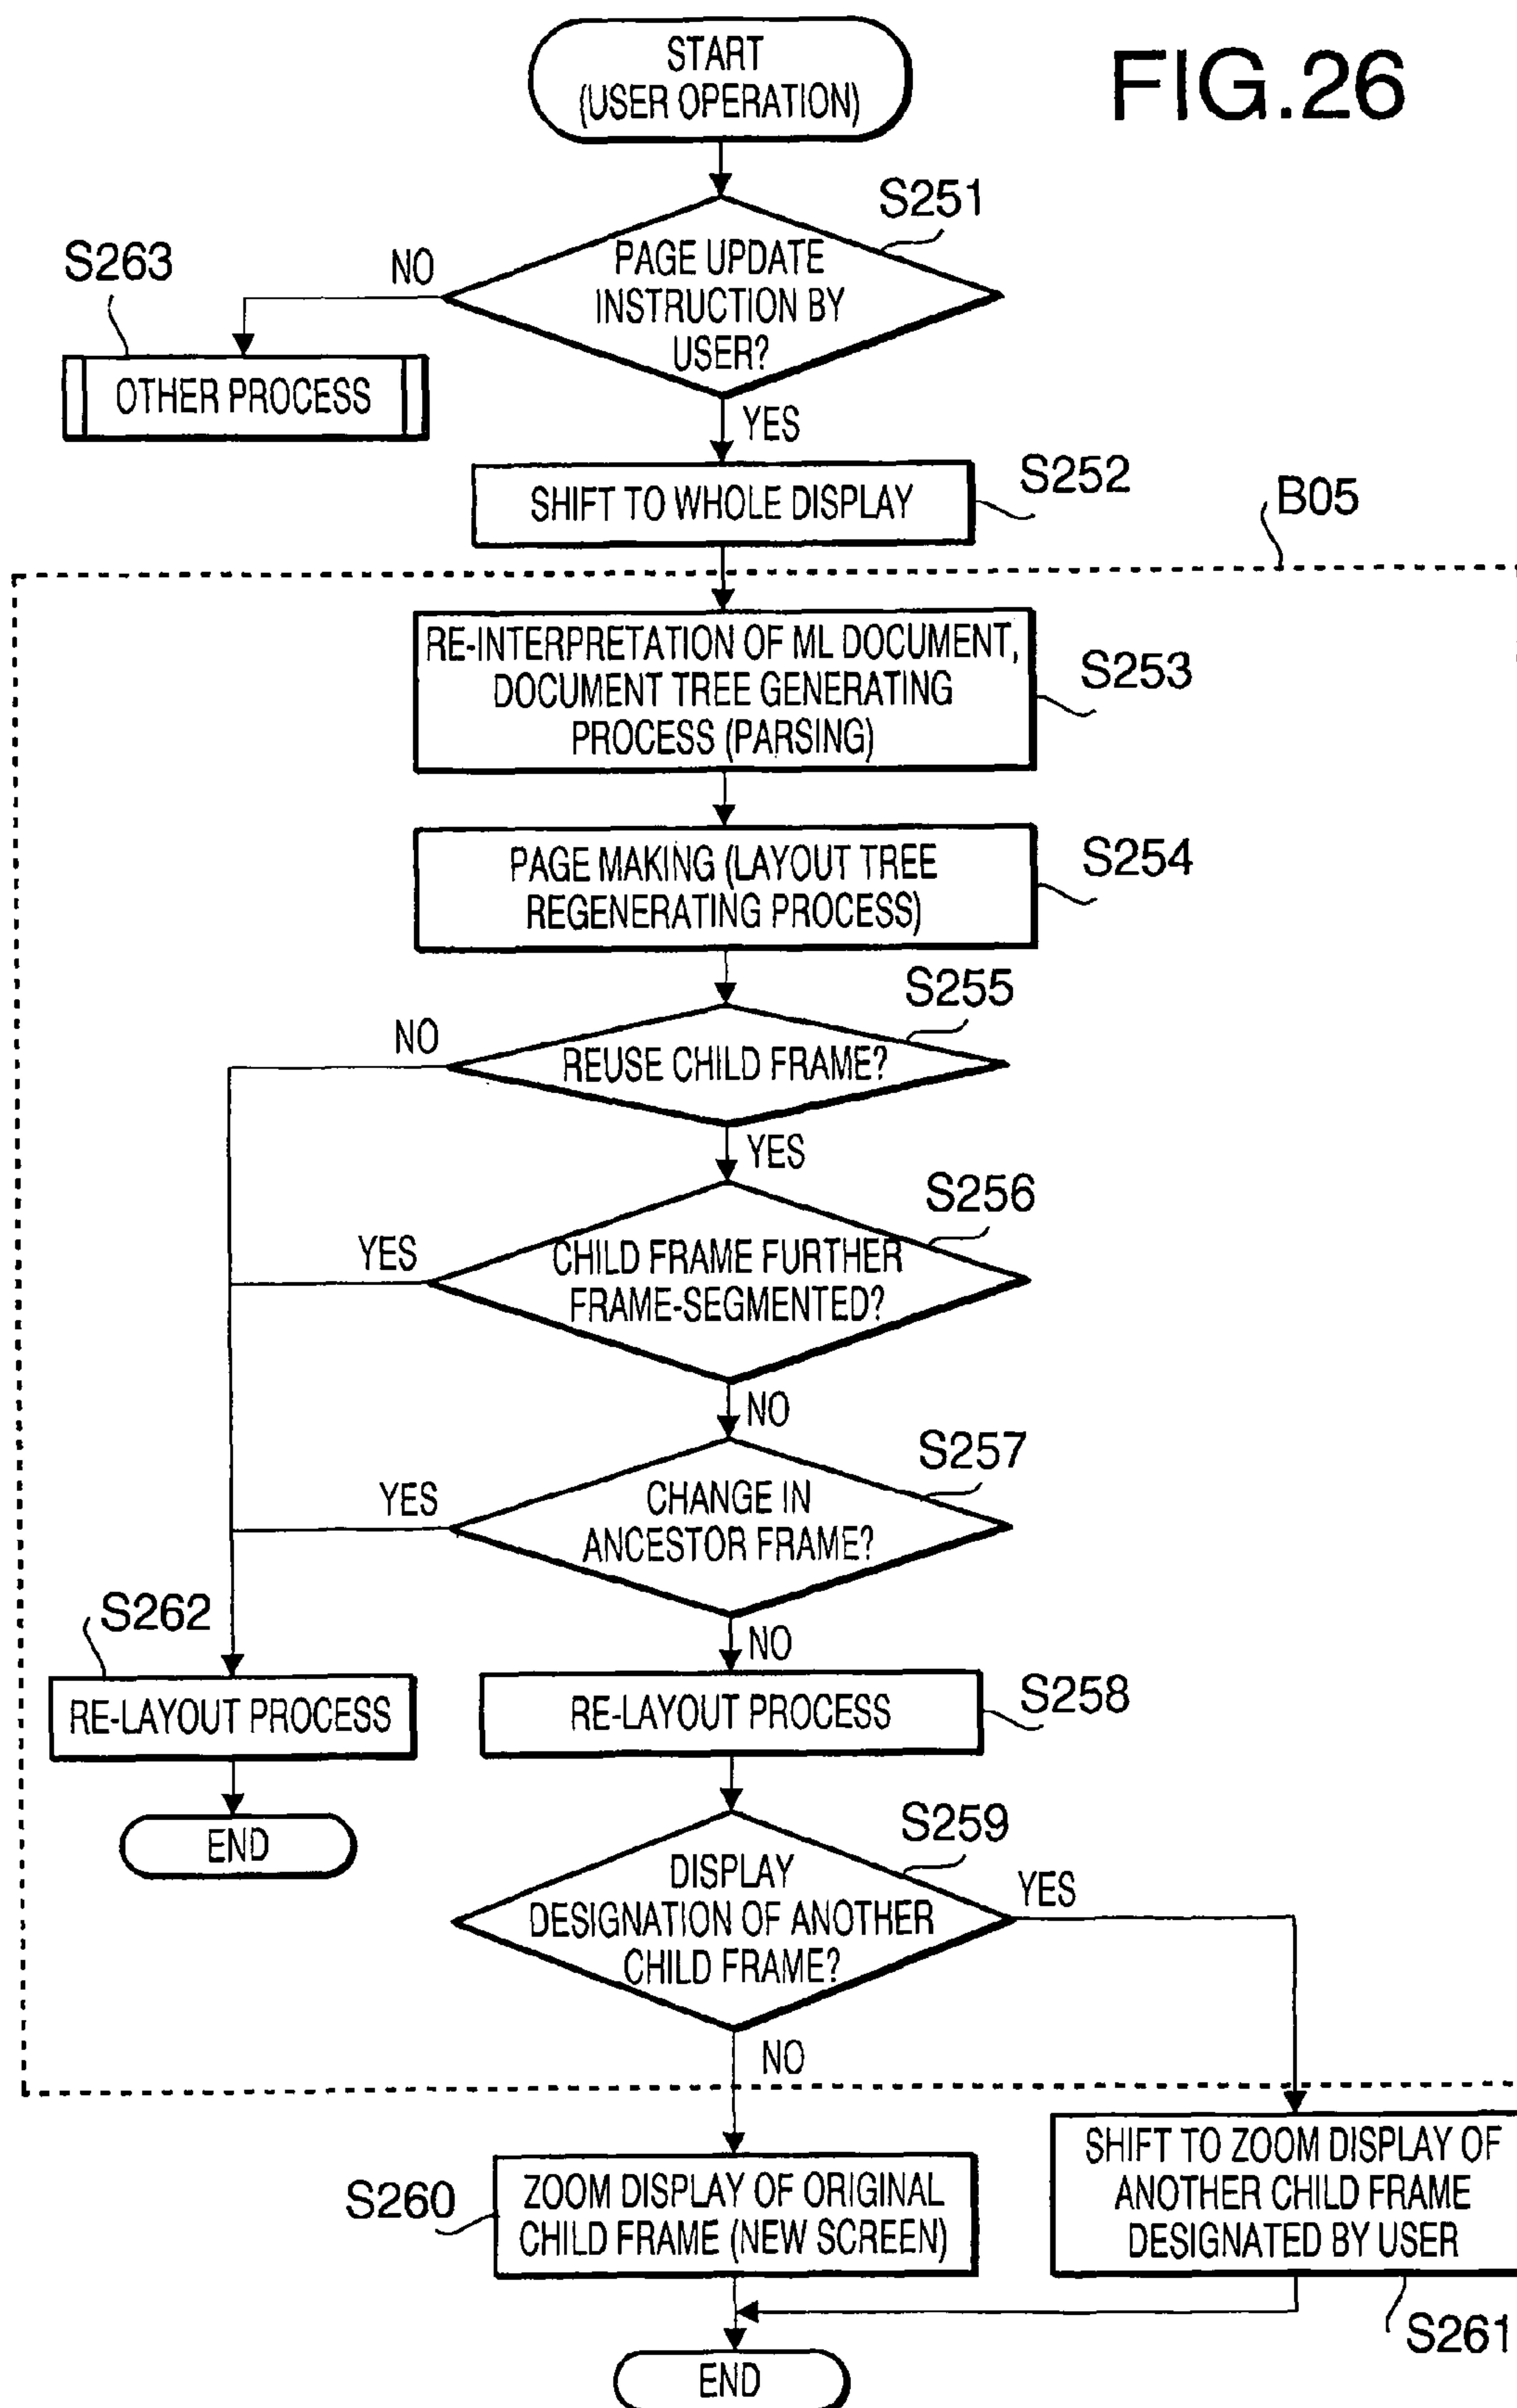 FIG.26
START
(USER OPERATION)
S251
PAGE UPDATE
INSTRUCTION BY
USER?
NO
S263
OTHER PROCESS
YES
S252
SHIFT TO WHOLE DISPLAY
B05
RE-INTERPRETATION OF ML DOCUMENT,
DOCUMENT TREE GENERATING
PROCESS (PARSING)
S253
PAGE MAKING (LAYOUT TREE
REGENERATING PROCESS)
S254
S255
NO
REUSE CHILD FRAME?
YES
S256
YES
CHILD FRAME FURTHER
FRAME-SEGMENTED?
NO
S257
YES
CHANGE IN
ANCESTOR FRAME?
NO
S262
RE-LAYOUT PROCESS
END
RE-LAYOUT PROCESS
S258
S259
DISPLAY
DESIGNATION OF ANOTHER
CHILD FRAME?
YES
NO
S260
ZOOM DISPLAY OF ORIGINAL
CHILD FRAME (NEW SCREEN)
SHIFT TO ZOOM DISPLAY OF
ANOTHER CHILD FRAME
DESIGNATED BY USER
S261
END